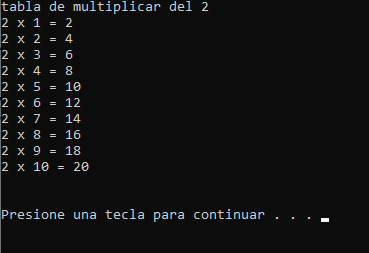 tabla de multiplicar del 2
2 x 1 = 2
2 x 2 = 4
2 x 3 = 6
2 x 4 = 8
2 x 5 = 10
2 x 6 = 12
2 x 7 = 14
2 x 8 = 16
2 x 9 = 18
2 x 10 = 20
Presione una tecla para continuar . . .